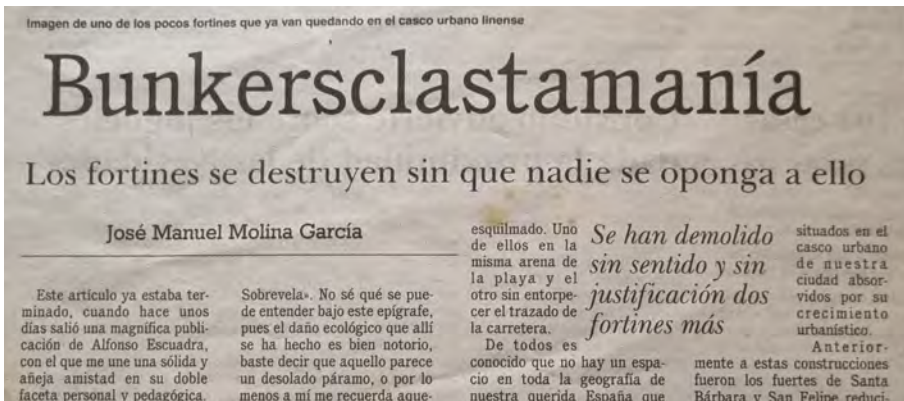 Imagen de uno de los pocos fortines que ya van quedando en el casco urbano linense
Bunkersclastamanía
Los fortines se destruyen sin que nadie se oponga a ello
José Manuel Molina García
Este artículo ya estaba ter-
minado, cuando hace unos
días salió una magnífica publi-
cación de Alfonso Escuadra,
con el que me une una sólida y
añeja amistad en su doble
faceta personal y pedagógica.
Sobrevela». No sé qué se pue-
de entender bajo este epígrafe,
pues el daño ecológico que allí
se ha hecho es bien notorio,
baste decir que aquello parece
un desolado páramo, o por lo
menos a mí me recuerda aque-
esquilmado. Uno
de ellos en la
misma arena de
la playa y el
otro sin entorpe-
cer el trazado de
la carretera.
De todos es
conocido que no hay un espa-
cio en toda la geografía de
nuestra querida España que
Se han demolido
sin sentido y sin
justificación dos
fortines más
situados en el
casco urbano
de nuestra
ciudad absor-
vidos por su
crecimiento
urbanístico.
Anterior-
mente a estas construcciones
fueron los fuertes de Santa
Bárbara y San Felipe reduci-